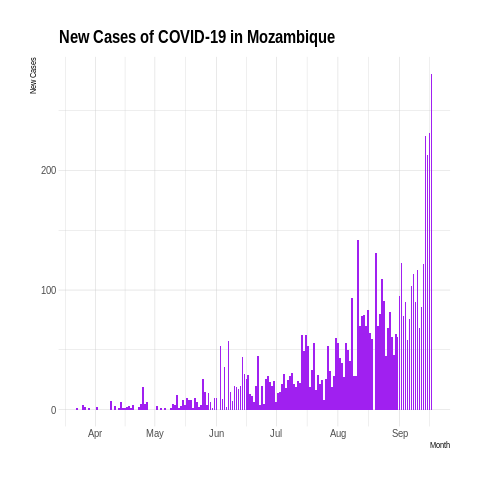 New Cases of COVID-19 in Mozambique
New Cases
200
100
0
Apr May Jun Jul Aug Sep
Month